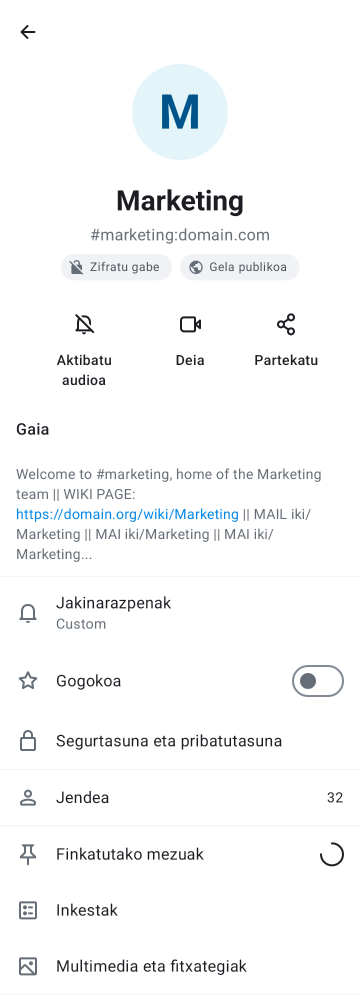 M
Marketing
#marketing:domain.com
Zifratu gabe
Gela publikoa
Aktibatu
audioa
Deia
Partekatu
Gaia
Welcome to #marketing, home of the Marketing
team || WIKI PAGE:
https://domain.org/wiki/Marketing || MAIL iki/
Marketing || MAI iki/Marketing || MAI iki/
Marketing...
Jakinarazpenak
Custom
Gogokoa
Segurtasuna eta pribatutasuna
Jendea
32
Finkatutako mezuak
Inkestak
Multimedia eta fitxategiak